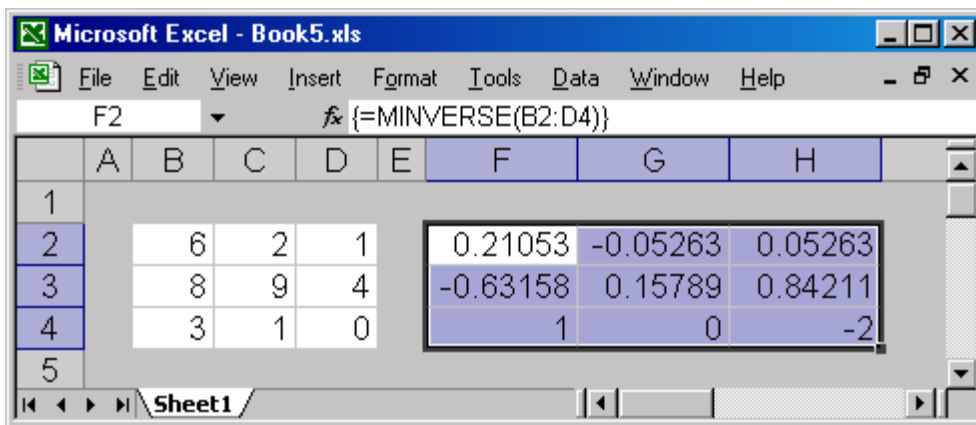 Microsoft Excel - Book5.xls
File Edit View Insert Format Tools Data Window Help
F2 fx {=MINVERSE(B2:D4)}
A B C D E F G H
1
2 6 2 1 0.21053 -0.05263 0.05263
3 8 9 4 -0.63158 0.15789 0.84211
4 3 1 0 1 0 -2
5
Sheet1